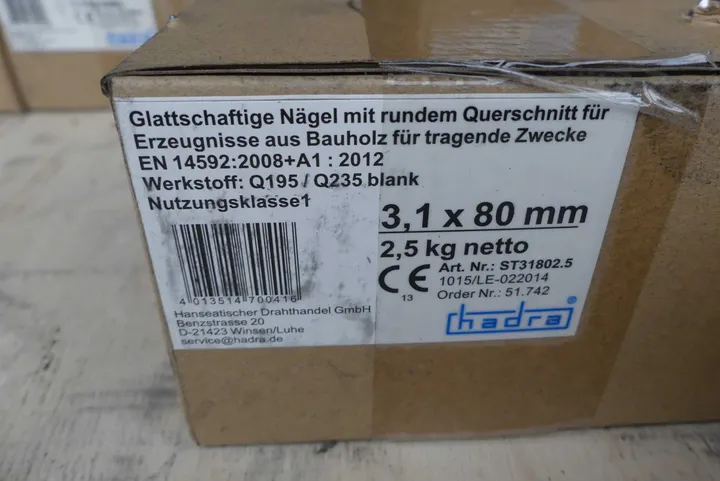 Glattschaftige Nägel mit rundem Querschnitt für
Erzeugnisse aus Bauholz für tragende Zwecke
EN 14592:2008+A1 : 2012
Werkstoff: Q195 / Q235 blank
Nutzungsklasse1
3,1 x 80 mm
2,5 kg netto
CE
13
Art. Nr.: ST31802.5
1015/LE-022014
Order Nr.: 51.742
4 013514 700416
Hanseatischer Drahthandel GmbH
Benzstrasse 20
D-21423 Winsen/Luhe
service@hadra.de
hadra®